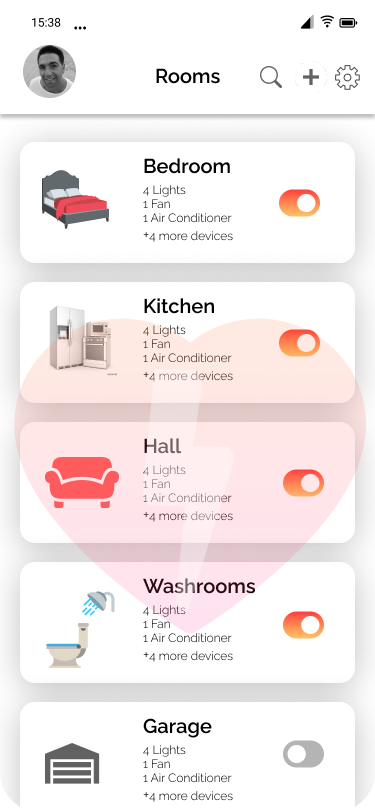 15:38
Rooms
Bedroom
4 Lights
1 Fan
1 Air Conditioner
+4 more devices
Kitchen
4 Lights
1 Fan
1 Air Conditioner
+4 more devices
Hall
4 Lights
1 Fan
1 Air Conditioner
+4 more devices
Washrooms
4 Lights
1 Fan
1 Air Conditioner
+4 more devices
Garage
4 Lights
1 Fan
1 Air Conditioner
+4 more devices